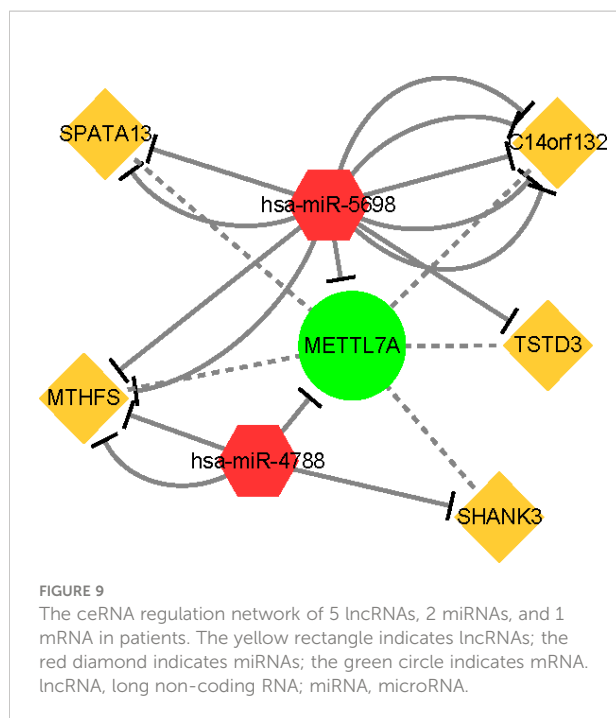 SPATA13
C14orf132
hsa-miR-5698
METTL7A
TSTD3
MTHFS
hsa-miR-4788
SHANK3
FIGURE 9
The ceRNA regulation network of 5 lncRNAs, 2 miRNAs, and 1
mRNA in patients. The yellow rectangle indicates lncRNAs; the
red diamond indicates miRNAs; the green circle indicates mRNA.
lncRNA, long non-coding RNA; miRNA, microRNA.